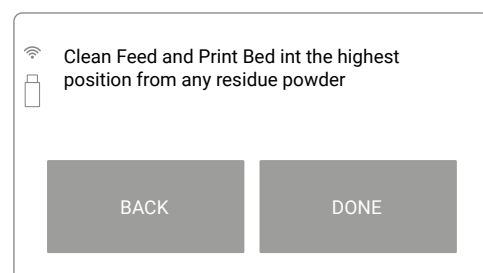 Clean Feed and Print Bed int the highest
position from any residue powder
BACK
DONE